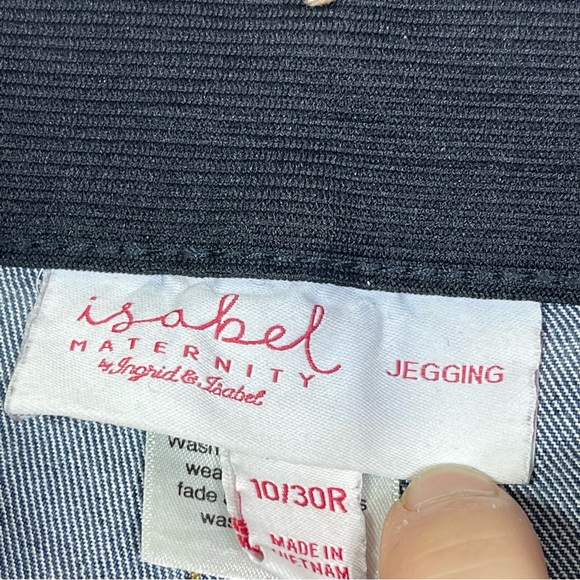 isabel
MATERNITY
by Ingrid & Isabel
JEGGING
wash
wea
fade
was
10/30R
MADE IN
VIETNAM